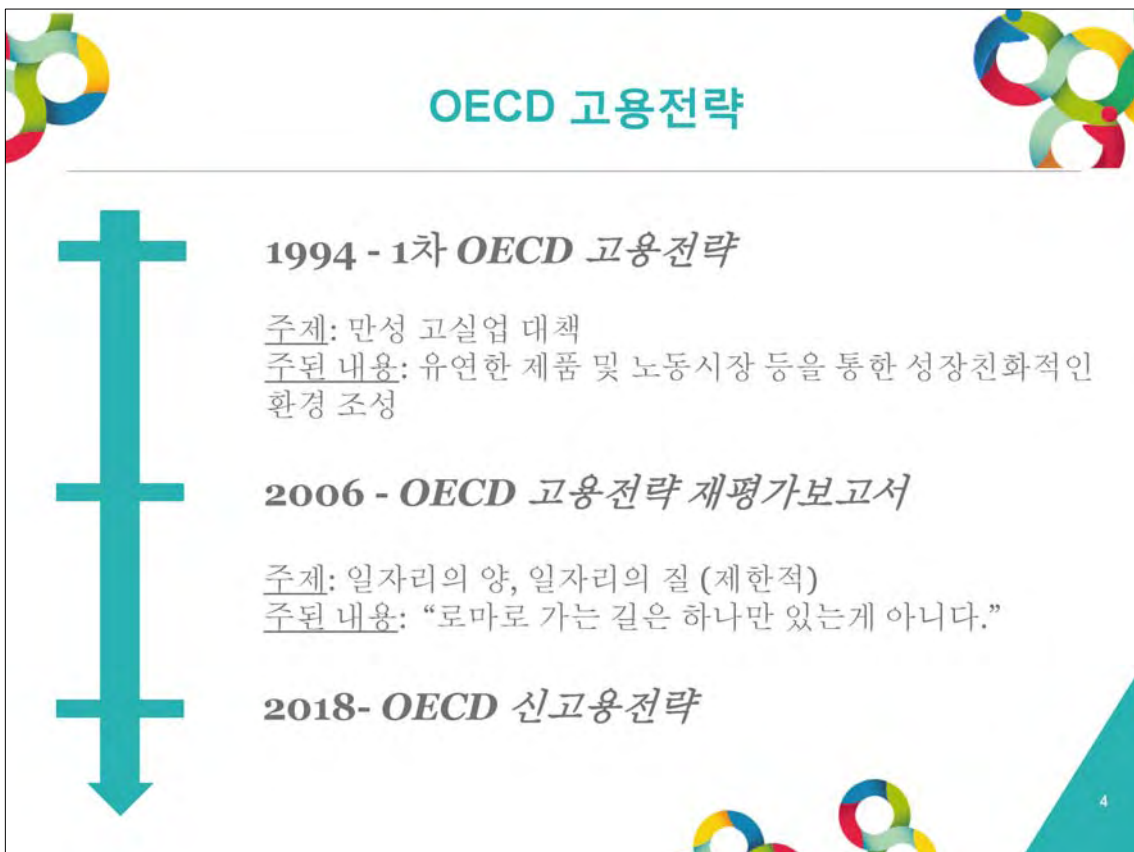 OECD 고용전략
1994 - 1차 OECD 고용전략
주제: 만성 고실업 대책
주된 내용: 유연한 제품 및 노동시장 등을 통한 성장친화적인
환경 조성
2006 - OECD 고용전략 재평가보고서
주제: 일자리의 양, 일자리의 질 (제한적)
주된 내용: “로마로 가는 길은 하나만 있는게 아니다.”
2018- OECD 신고용전략
4